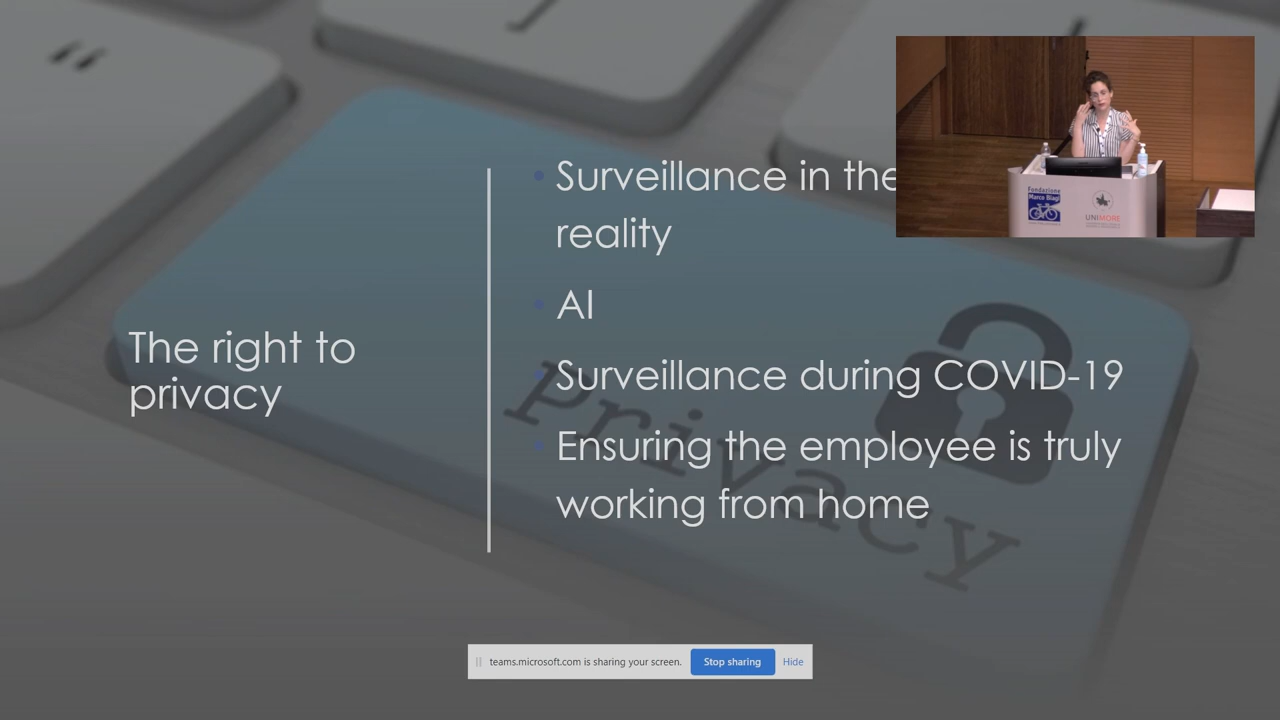 The right to
privacy
Surveillance in the
reality
AI
Surveillance during COVID-19
Ensuring the employee is truly
working from home
Privacy
Fondazione
Marco Biagi
UNIMORE
teams.microsoft.com is sharing your screen.
Stop sharing
Hide